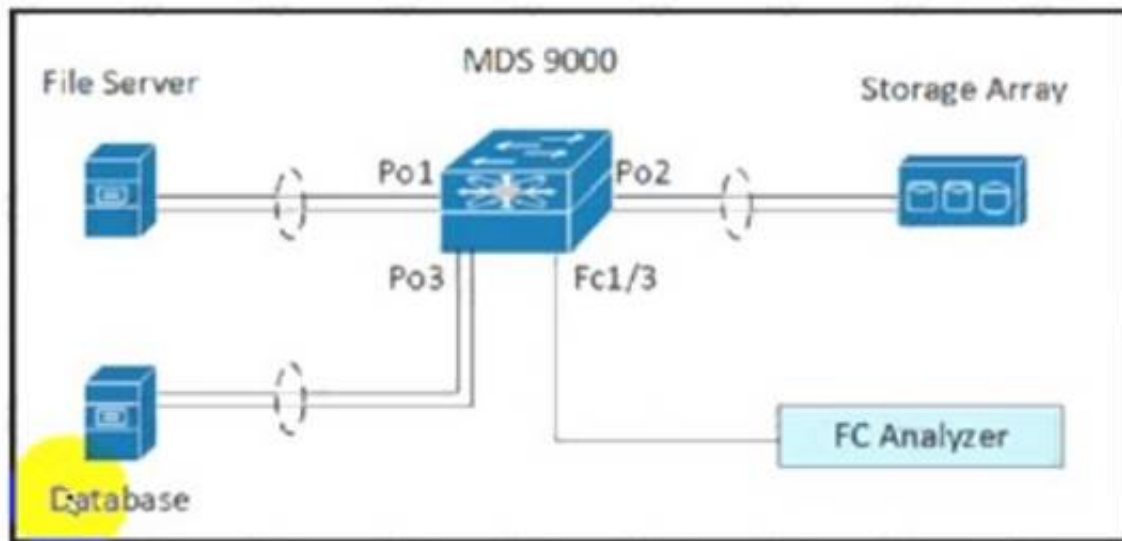 MDS 9000
File Server
Storage Array
Po1
Po2
Po3
Fc1/3
FC Analyzer
Database